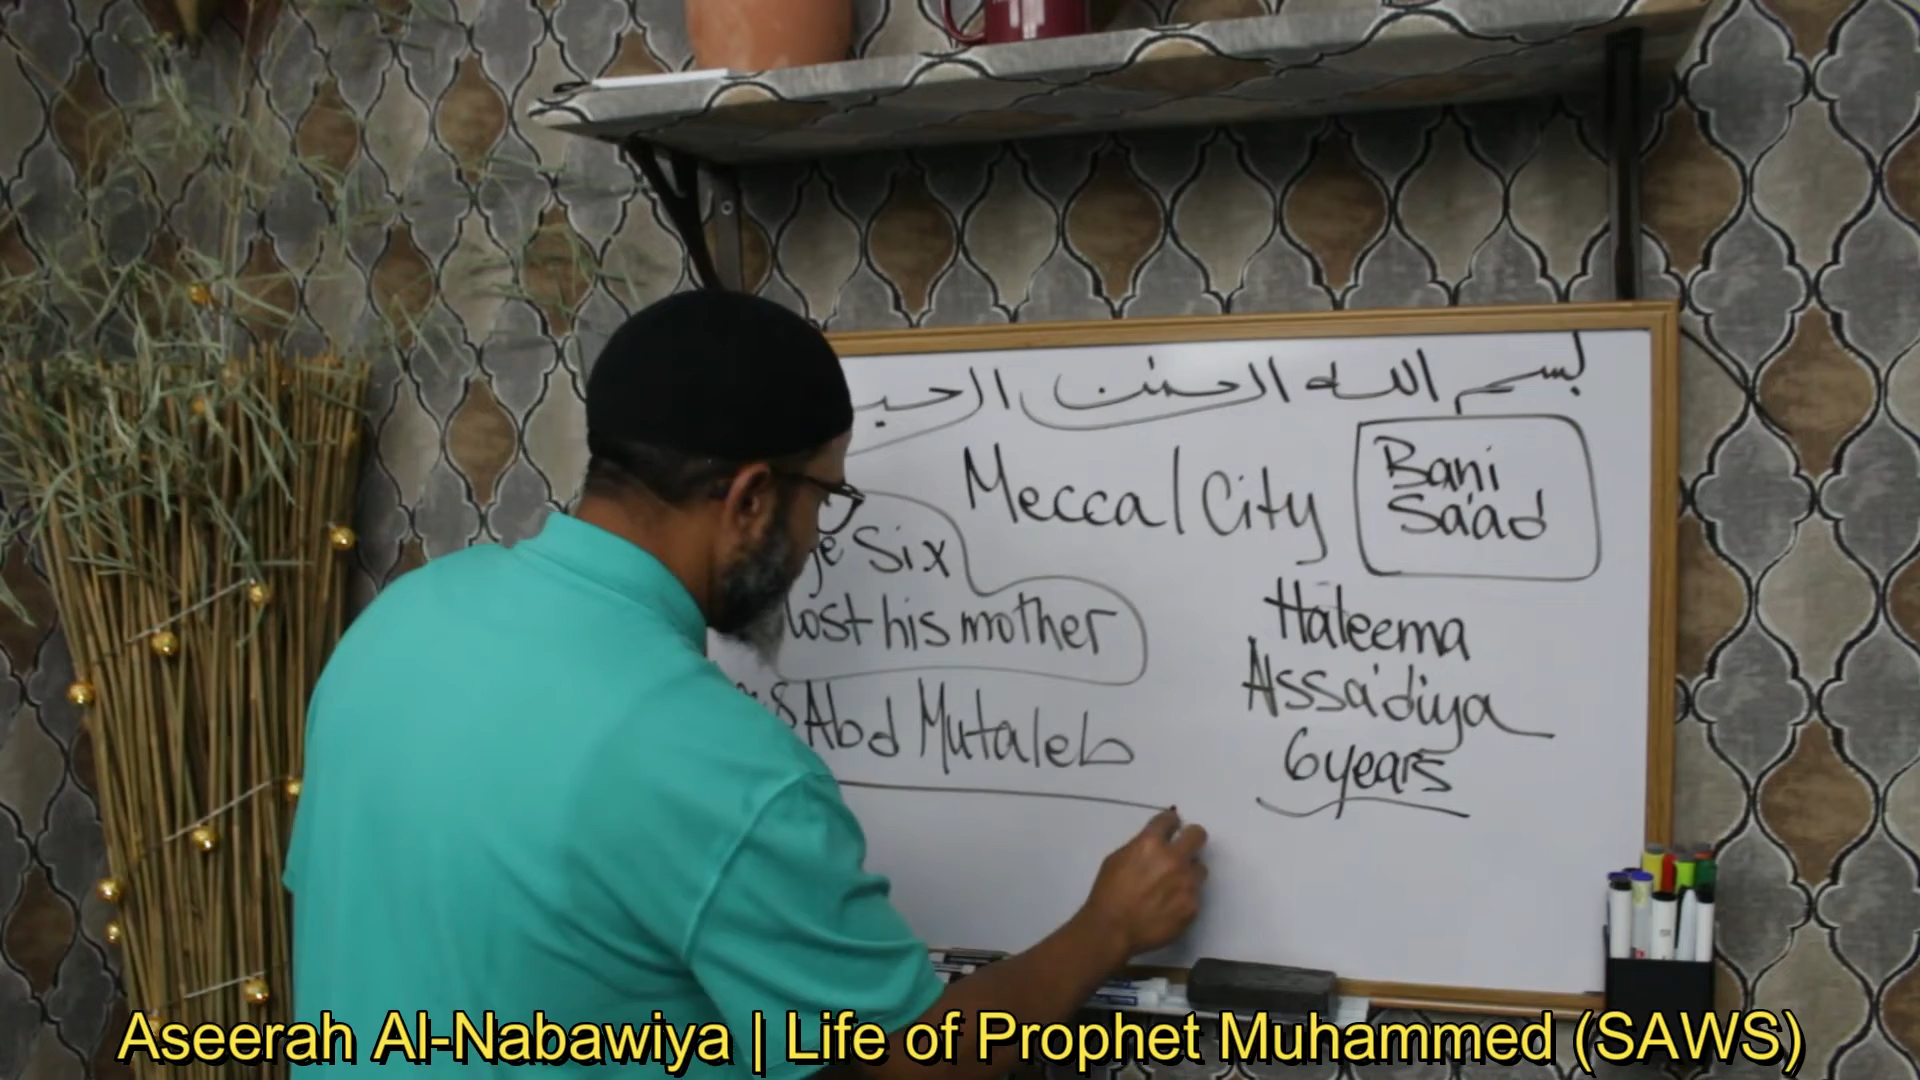 بسم الله الرحمن الرحيم
Mecca / City
Bani
Sa'ad
Six
lost his mother
Abd Mutaleb
Haleema
Assa'diya
6 years
Aseerah Al-Nabawiya | Life of Prophet Muhammed (SAWS)